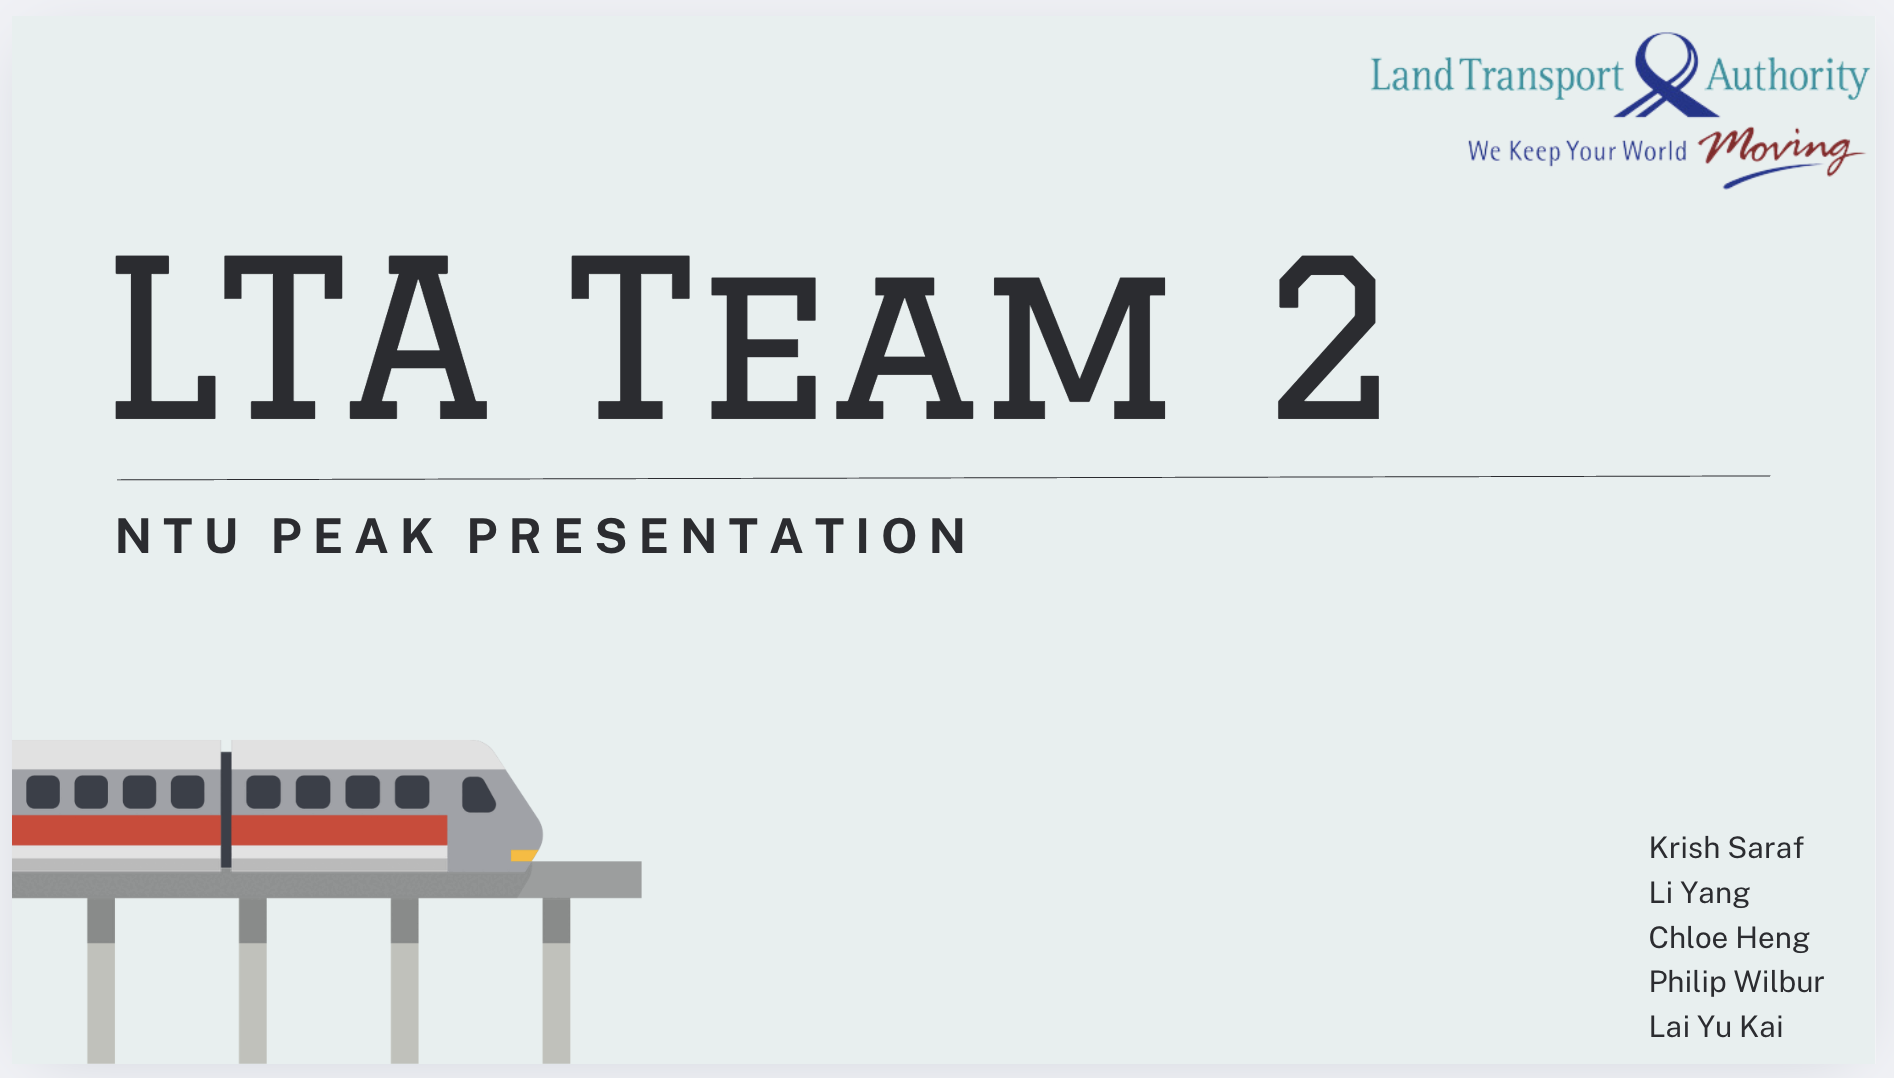 Land Transport Authority
We Keep Your World Moving
LTA TEAM 2
NTU PEAK PRESENTATION
Krish Saraf
Li Yang
Chloe Heng
Philip Wilbur
Lai Yu Kai